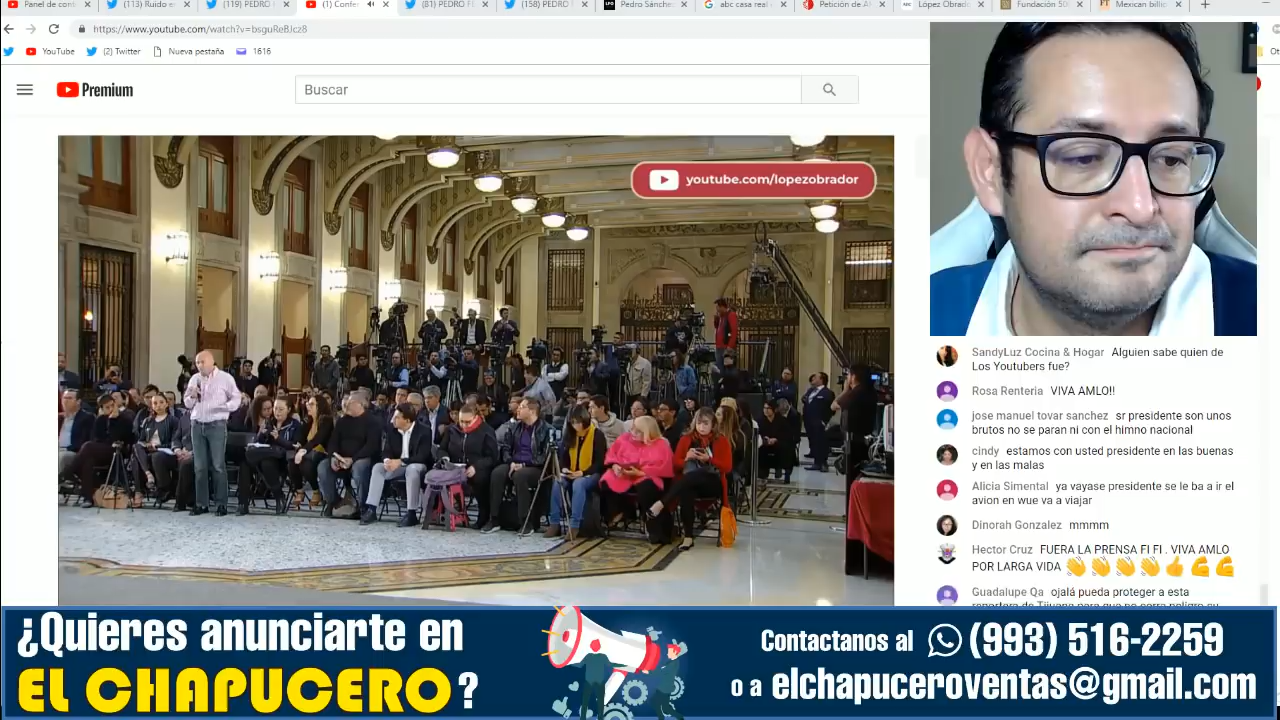 Panel de cont
(113) Ruido e
(119) PEDRO
(1) Confer
(81) PEDRO F
(158) PEDRO
Pedro Sánche
abc casa real
Petición de A
López Obrado
Fundación 50
Mexican billio
https://www.youtube.com/watch?v=bsguReBJcz8
YouTube
(2) Twitter
Nueva pestaña
1616
Premium
Buscar
youtube.com/lopezobrador
SandyLuz Cocina & Hogar Alguien sabe quien de
Los Youtubers fue?
Rosa Renteria VIVA AMLO!!
jose manuel tovar sanchez sr presidente son unos
brutos no se paran ni con el himno nacional
cindy estamos con usted presidente en las buenas
y en las malas
Alicia Simental ya vayase presidente se le ba a ir el
avion en wue va a viajar
Dinorah Gonzalez mmmm
Hector Cruz FUERA LA PRENSA FI FI . VIVA AMLO
POR LARGA VIDA 👋👋👋👋👍💪💪
Guadalupe Qa ojalá pueda proteger a esta
¿Quieres anunciarte en
EL CHAPUCERO?
Contactanos al (993) 516-2259
o a elchapuceroventas@gmail.com